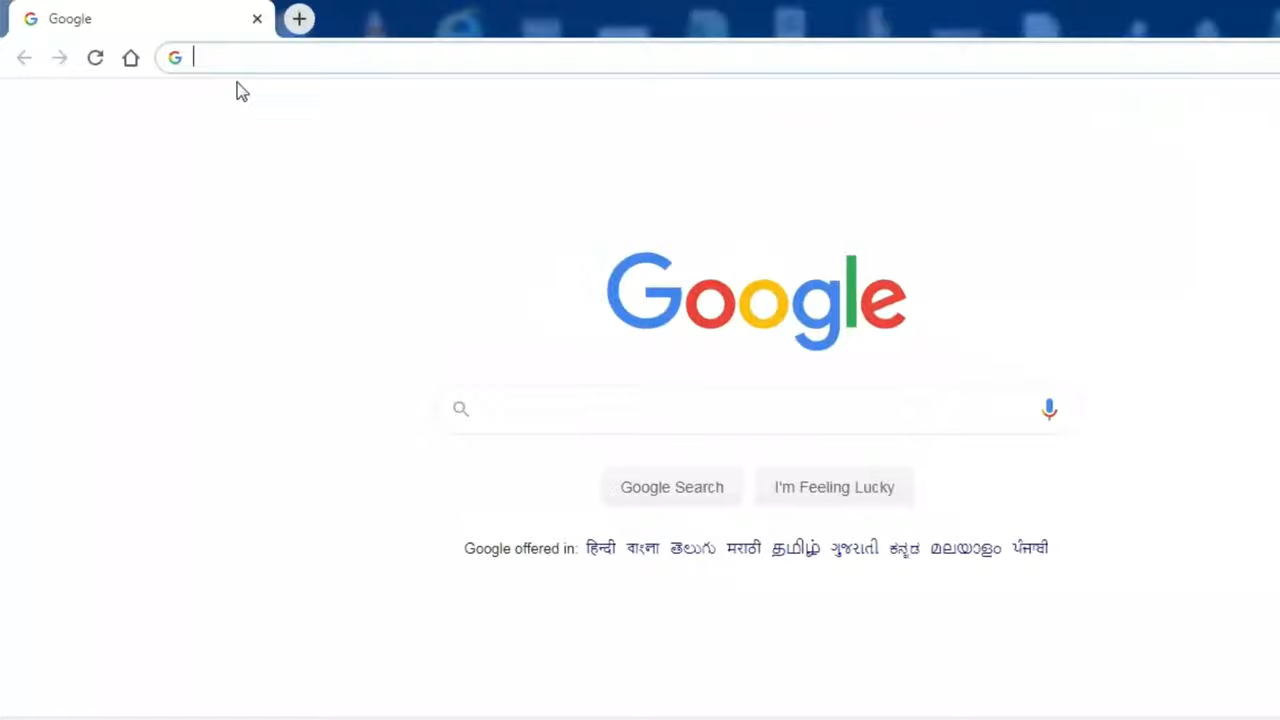 Google
Google
Google Search
I'm Feeling Lucky
Google offered in: हिन्दी বাংলা తెలుగు मराठी தமிழ் ગુજરાતી ಕನ್ನಡ മലയാളം ਪੰਜਾਬੀ